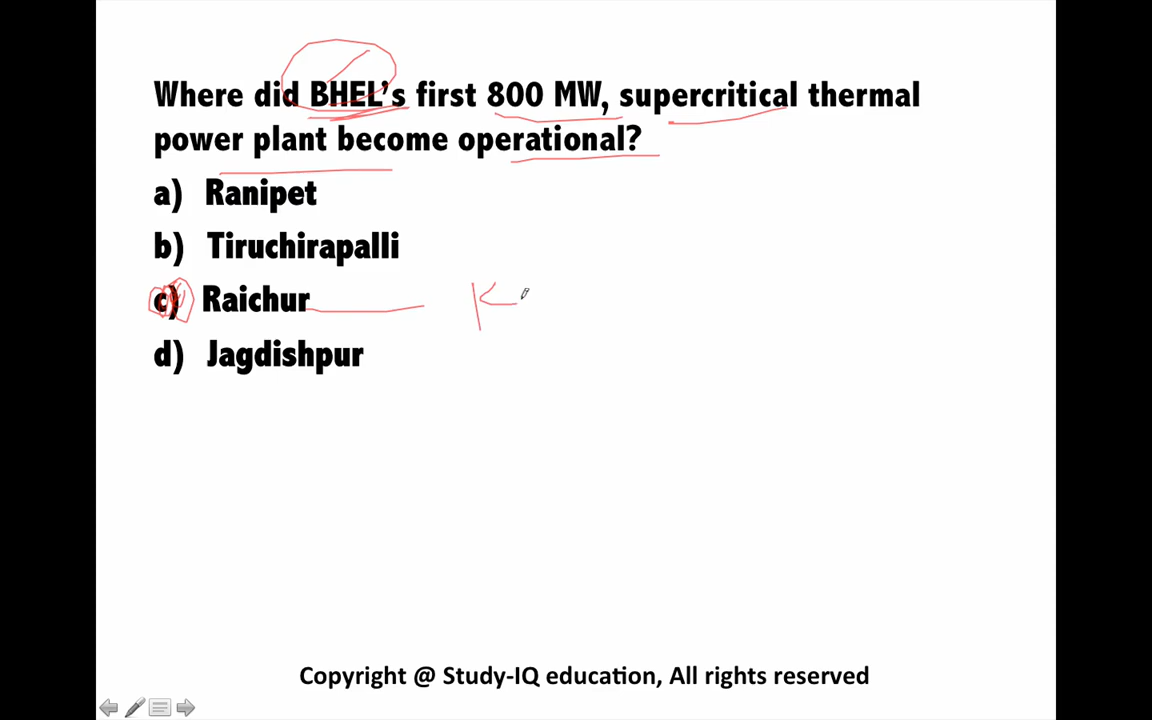 Where did BHEL's first 800 MW, supercritical thermal
power plant become operational?
a) Ranipet
b) Tiruchirapalli
c) Raichur K
d) Jagdishpur
Copyright @ Study-IQ education, All rights reserved